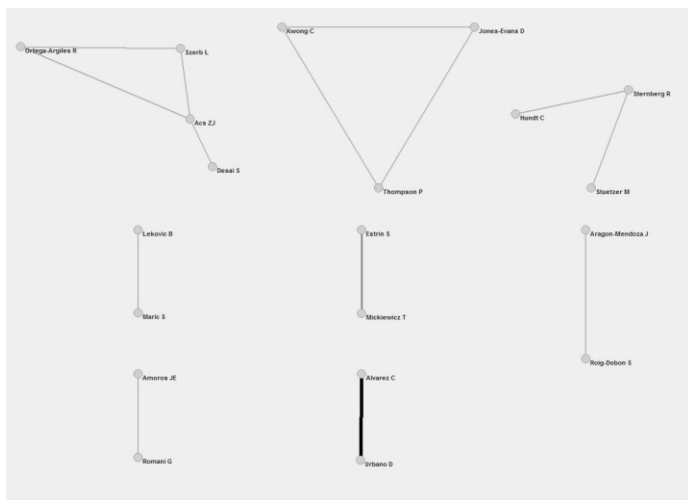 Kwong C
Jones-Evans D
Ortega-Argiles R
Szerb L
Sternberg R
Hundt C
Acs ZJ
Desai S
Thompson P
Stuetzer M
Lekovic B
Estrin S
Aragon-Mendoza J
Maric S
Mickiewicz T
Roig-Dobon S
Amoros JE
Alvarez C
Romani G
Urbano D